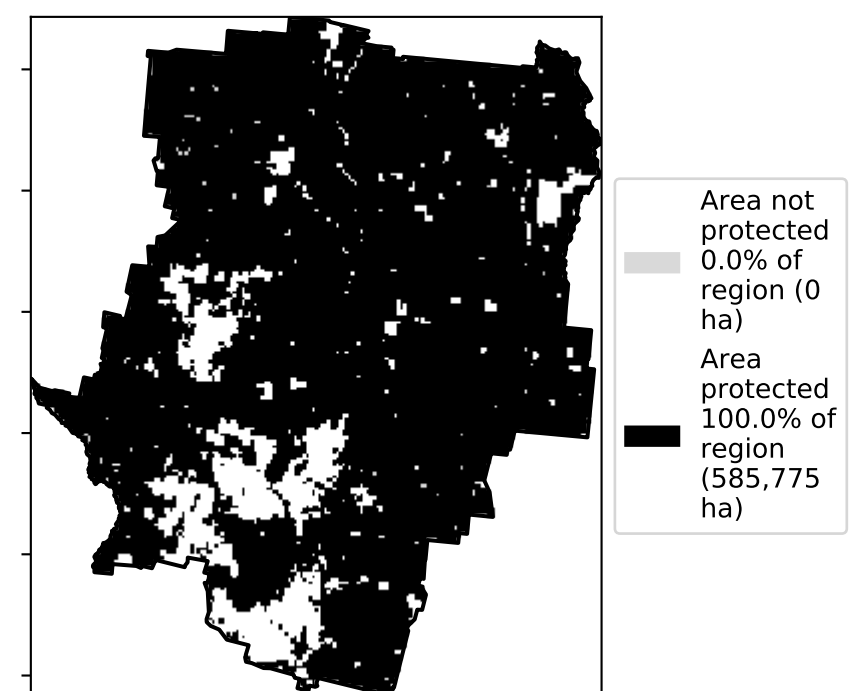 Area not
protected
0.0% of
region (0
ha)
Area
protected
100.0% of
region
(585,775
ha)